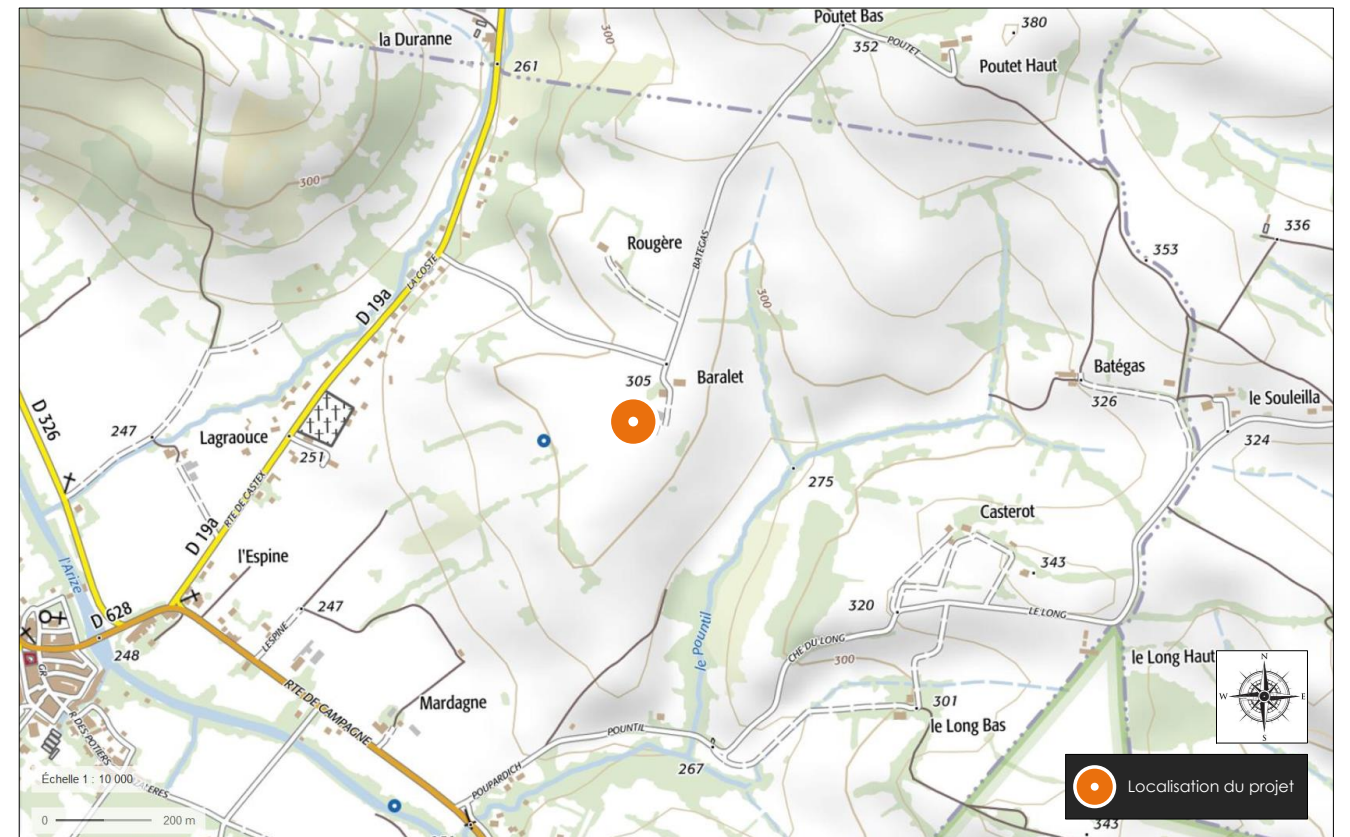 Poutet Bas
380
la Duranne
300
352
POUTET
261
Poutet Haut
300
336
Rougère
BATEGAS
353
LA COSTE
D 19a
300
305
Baralet
Batégas
326
le Souleilla
D 326
247
Lagraouce
251
324
RTE DE CASTEX
275
Casterot
D 19a
l'Espine
343
l'Arize
247
320
LE LONG
D 628
LESPINE
le Pountil
CHE DU LONG
248
300
le Long Haut
N
GR
RTE DE CAMPAGNE
W
E
Mardagne
301
R DES POTIERS
le Long Bas
POUNTIL
S
267
Échelle 1 : 10 000
POUPARDICH
Localisation du projet
0
200 m
343